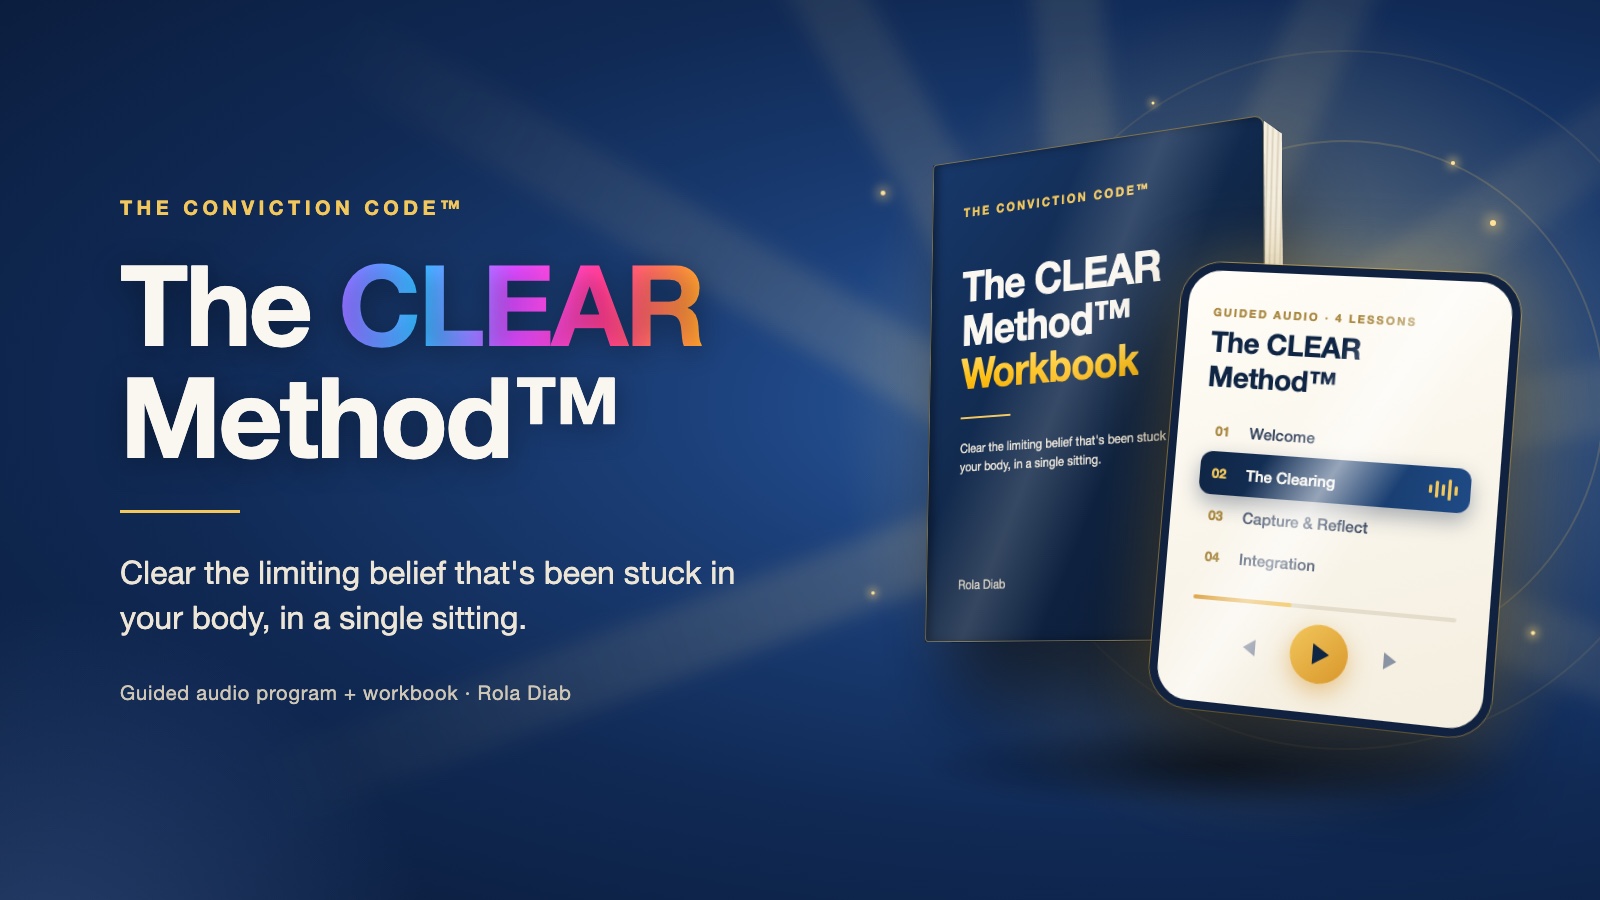 THE CONVICTION CODE™
The CLEAR
Method™
Clear the limiting belief that's been stuck in
your body, in a single sitting.
Guided audio program + workbook · Rola Diab
THE CONVICTION CODE™
The CLEAR
Method™
Workbook
Clear the limiting belief that's been stuck
your body, in a single sitting.
Rola Diab
GUIDED AUDIO · 4 LESSONS
The CLEAR
Method™
01 Welcome
02 The Clearing
03 Capture & Reflect
04 Integration